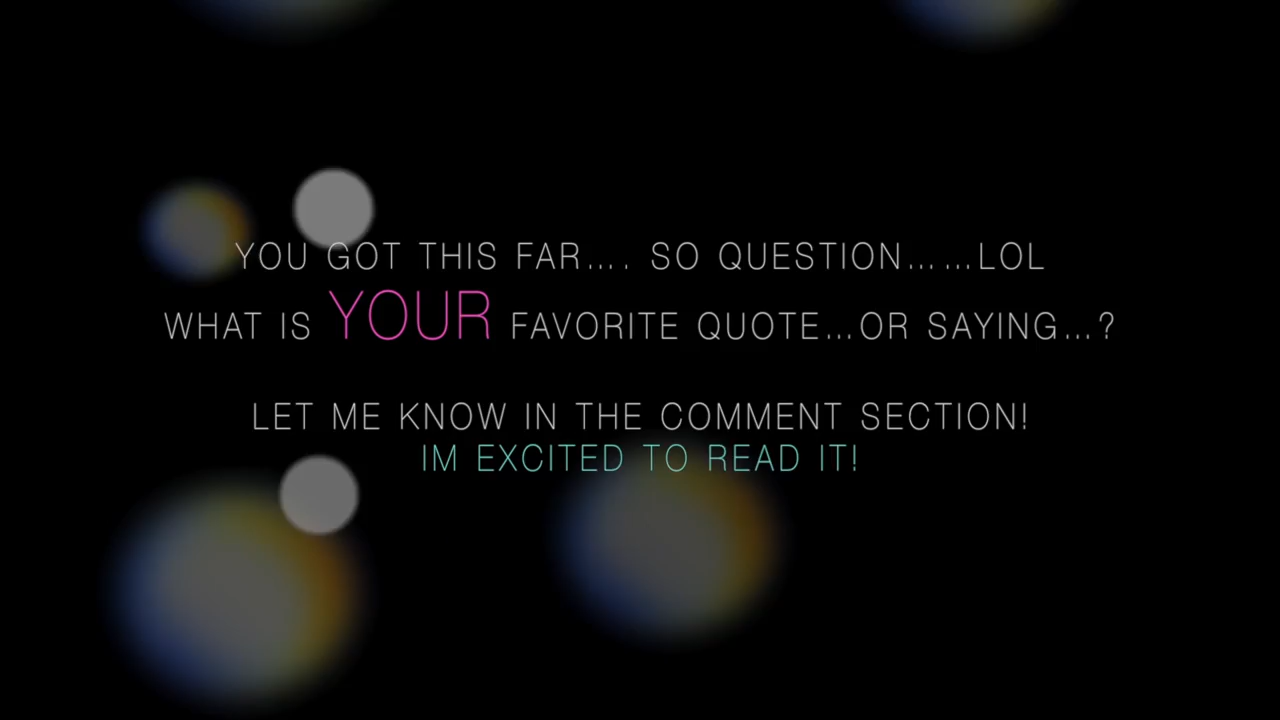 YOU GOT THIS FAR.... SO QUESTION......LOL
WHAT IS YOUR FAVORITE QUOTE...OR SAYING...?
LET ME KNOW IN THE COMMENT SECTION!
IM EXCITED TO READ IT!